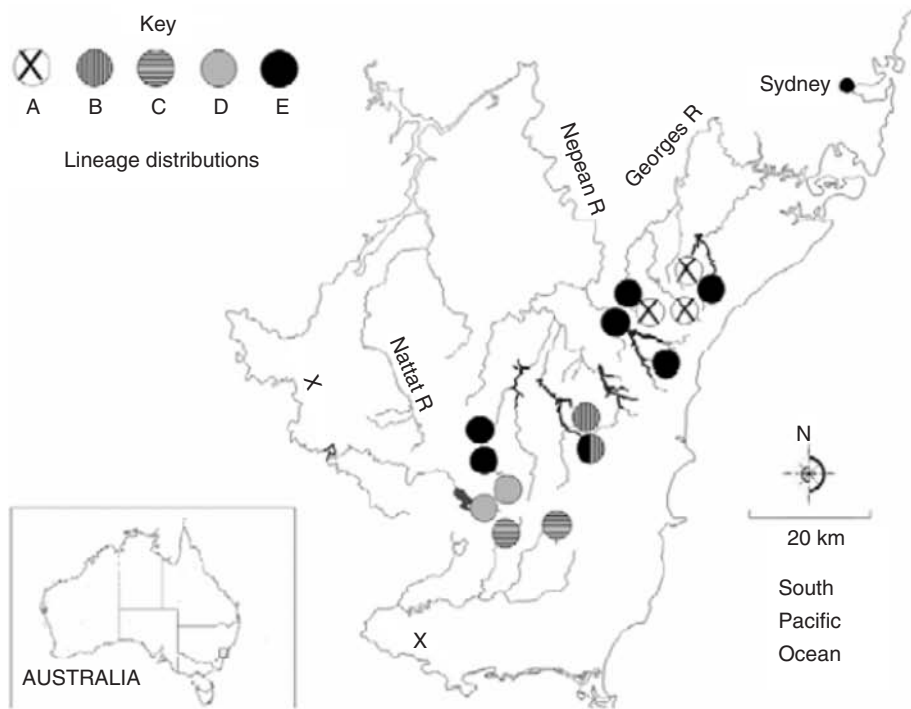 Key
A B C D E
Lineage distributions
Sydney
Nepean R
Georges R
Nattat R
X
N
20 km
X
South
Pacific
Ocean
AUSTRALIA